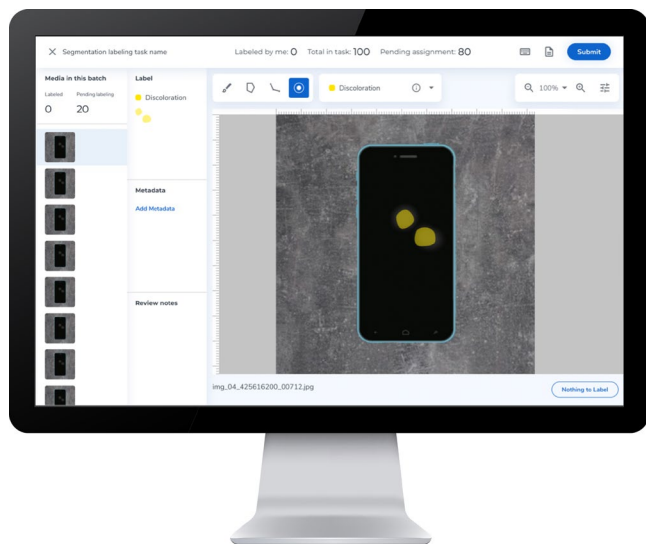 Segmentation labeling task name
Labeled by me: 0 Total in task: 100 Pending assignment: 80
Submit
Media in this batch
Labeled Pending labeling
0 20
Label
Discoloration
Metadata
Add Metadata
Review notes
Discoloration
100%
img_04_425616200_00712.jpg
Nothing to Label